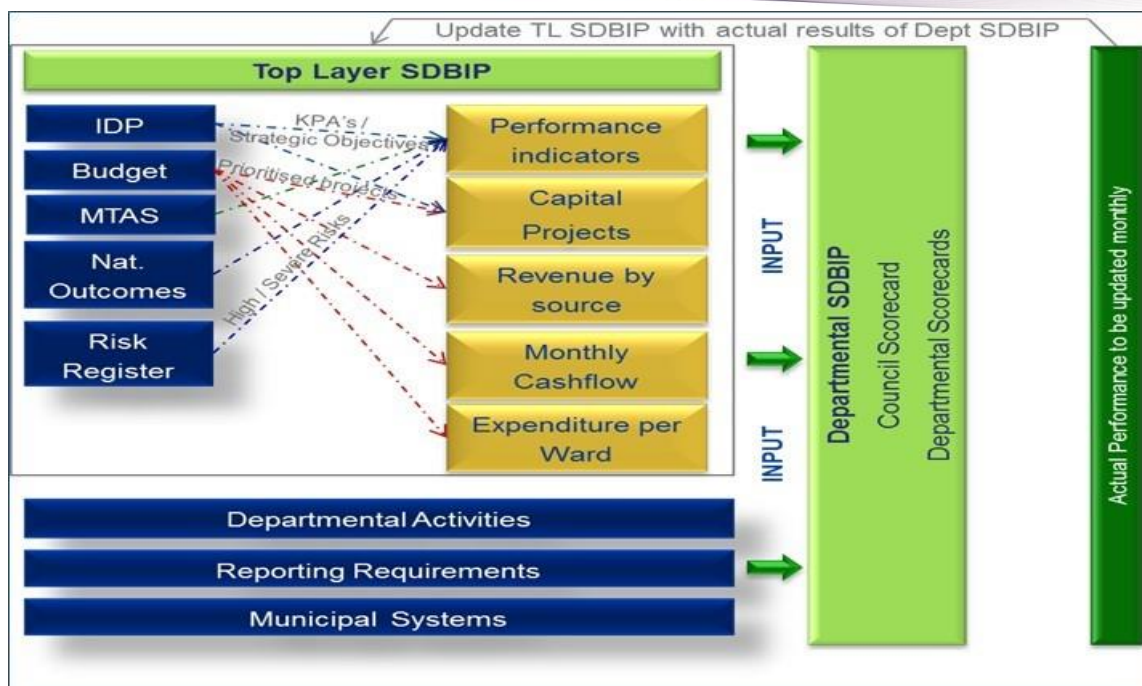 Update TL SDBIP with actual results of Dept SDBIP
Top Layer SDBIP
IDP
Budget
MTAS
Nat.
Outcomes
Risk
Register
KPA's /
Strategic Objectives
Prioritised projects
High / Severe Risks
Performance
indicators
Capital
Projects
Revenue by
source
Monthly
Cashflow
Expenditure per
Ward
INPUT
INPUT
Departmental SDBIP
Council Scorecard
Departmental Scorecards
Actual Performance to be updated monthly
Departmental Activities
Reporting Requirements
Municipal Systems